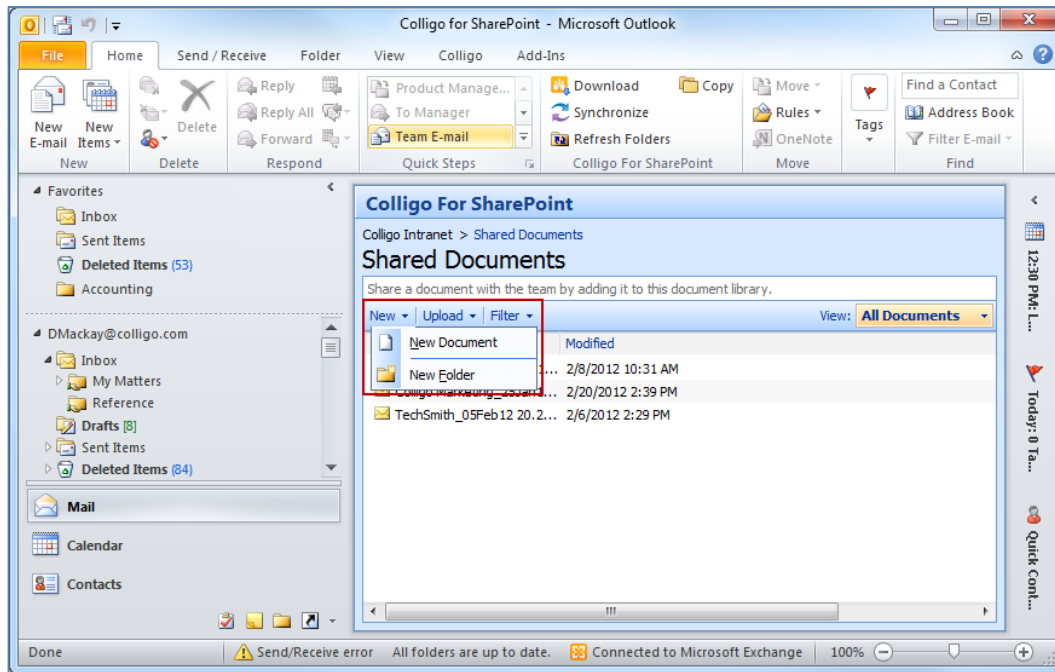 Colligo for SharePoint - Microsoft Outlook
File Home Send / Receive Folder View Colligo Add-Ins
New E-mail
New Items
New
Delete
Delete
Reply
Reply All
Forward
Respond
Product Manage...
To Manager
Team E-mail
Quick Steps
Download
Copy
Synchronize
Refresh Folders
Colligo For SharePoint
Move
Rules
OneNote
Move
Tags
Find a Contact
Address Book
Filter E-mail
Find
Favorites
Inbox
Sent Items
Deleted Items (53)
Accounting
DMackay@colligo.com
Inbox
My Matters
Reference
Drafts [8]
Sent Items
Deleted Items (84)
Mail
Calendar
Contacts
Colligo For SharePoint
Colligo Intranet > Shared Documents
Shared Documents
Share a document with the team by adding it to this document library.
New Upload Filter View: All Documents
New Document
New Folder
Modified
2/8/2012 10:31 AM
2/20/2012 2:39 PM
TechSmith_05Feb12 20.2... 2/6/2012 2:29 PM
12:30 PM: L...
Today: 0 Ta...
Quick Cont...
Done Send/Receive error All folders are up to date. Connected to Microsoft Exchange 100%